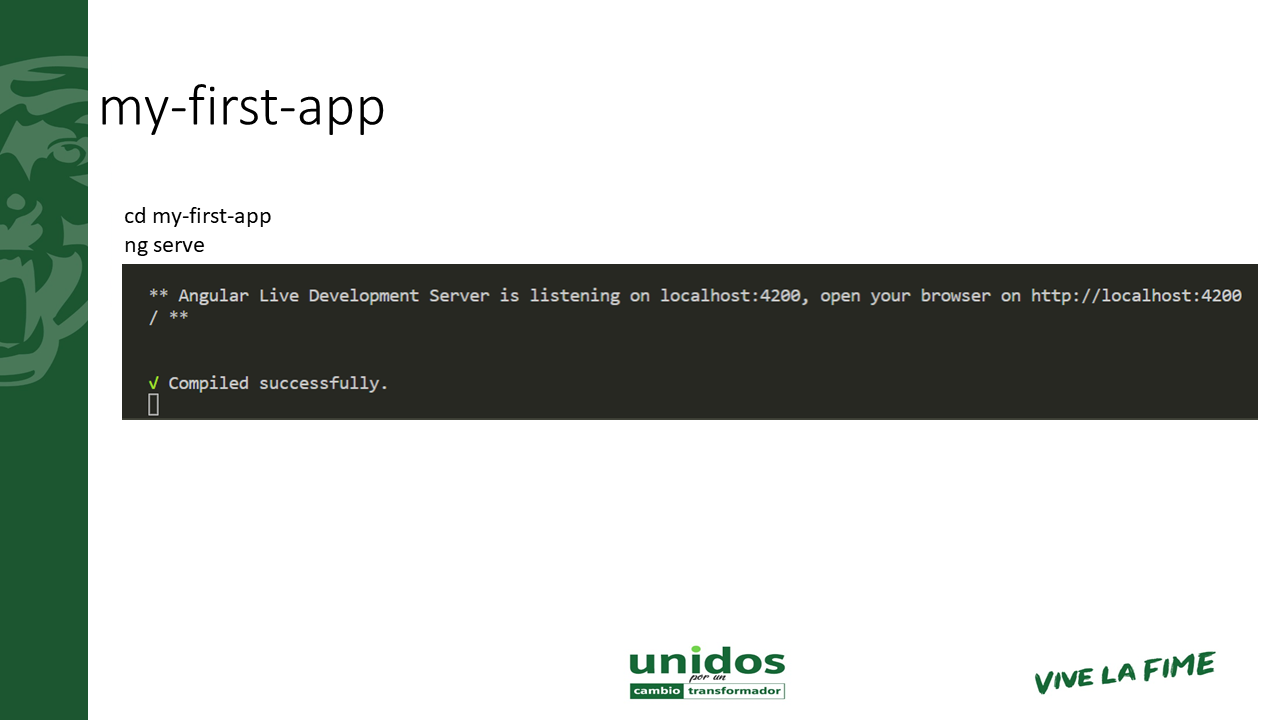 my-first-app
cd my-first-app
ng serve
** Angular Live Development Server is listening on localhost:4200, open your browser on http://localhost:4200
/ **
√ Compiled successfully.
unidos
por un
cambio transformador
VIVE LA FIME